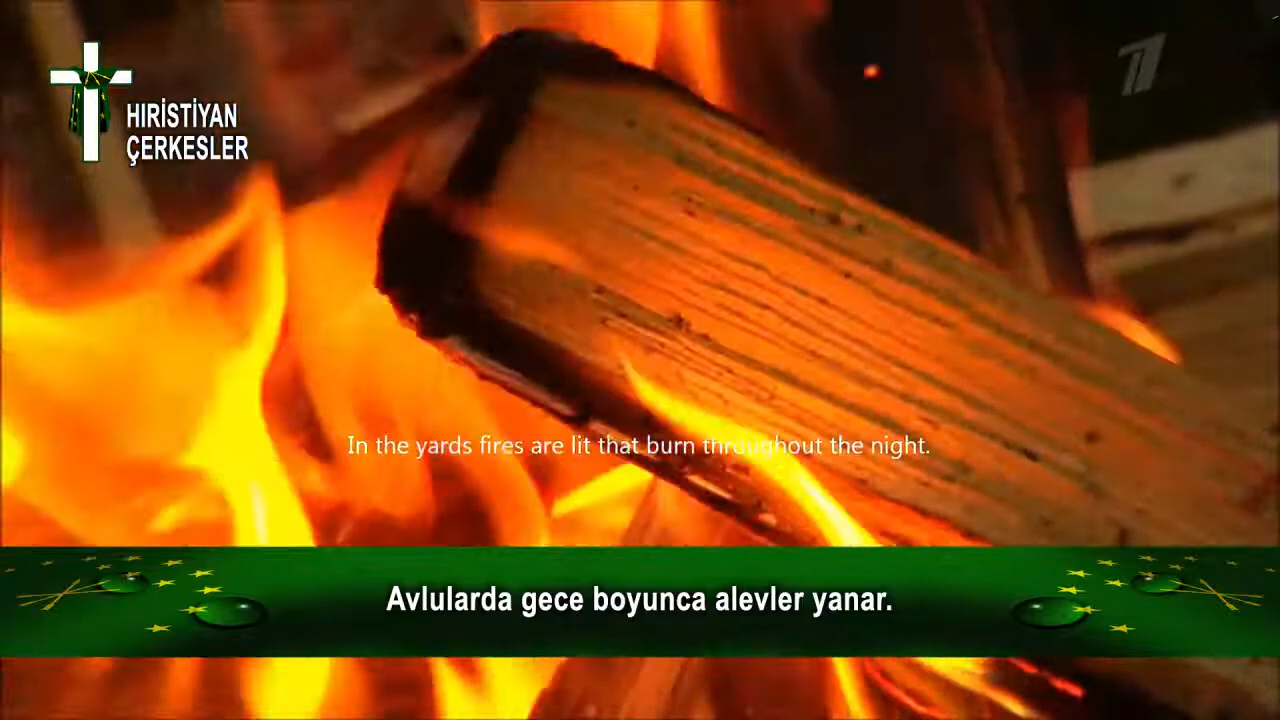 HIRİSTİYAN
ÇERKESLER
In the yards fires are lit that burn throughout the night.
Avlularda gece boyunca alevler yanar.